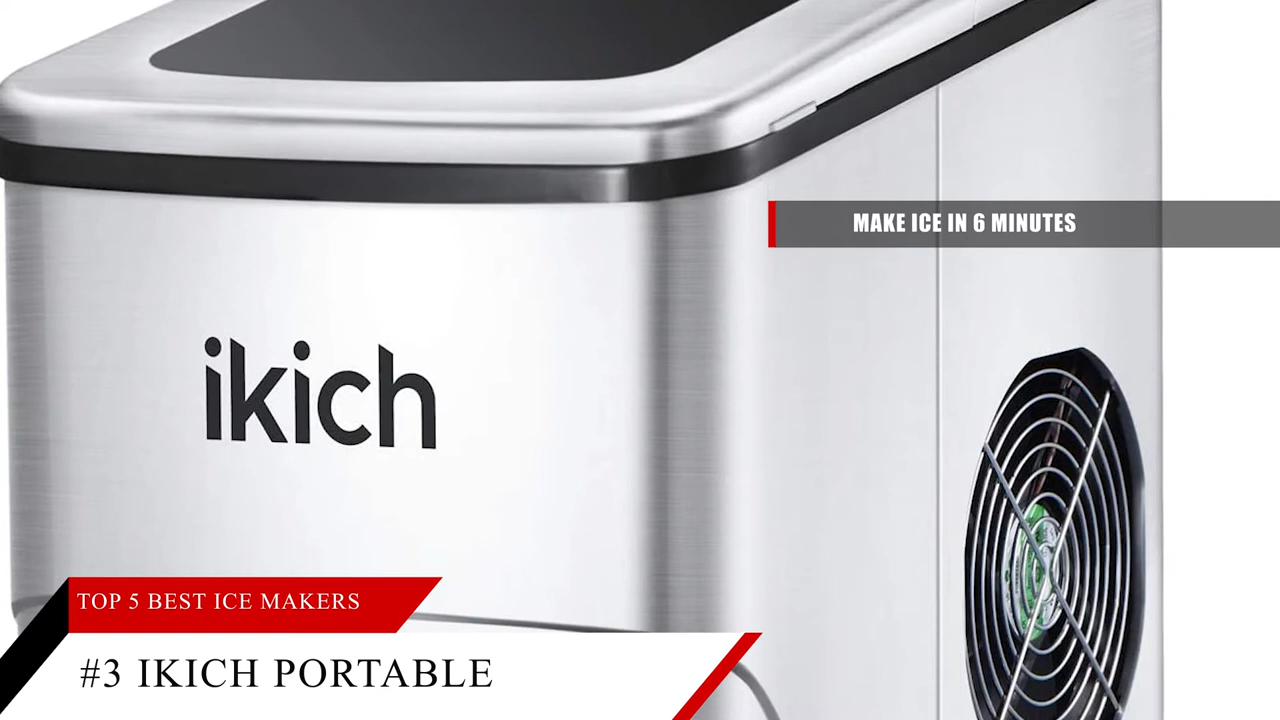 MAKE ICE IN 6 MINUTES
ikich
TOP 5 BEST ICE MAKERS
#3 IKICH PORTABLE